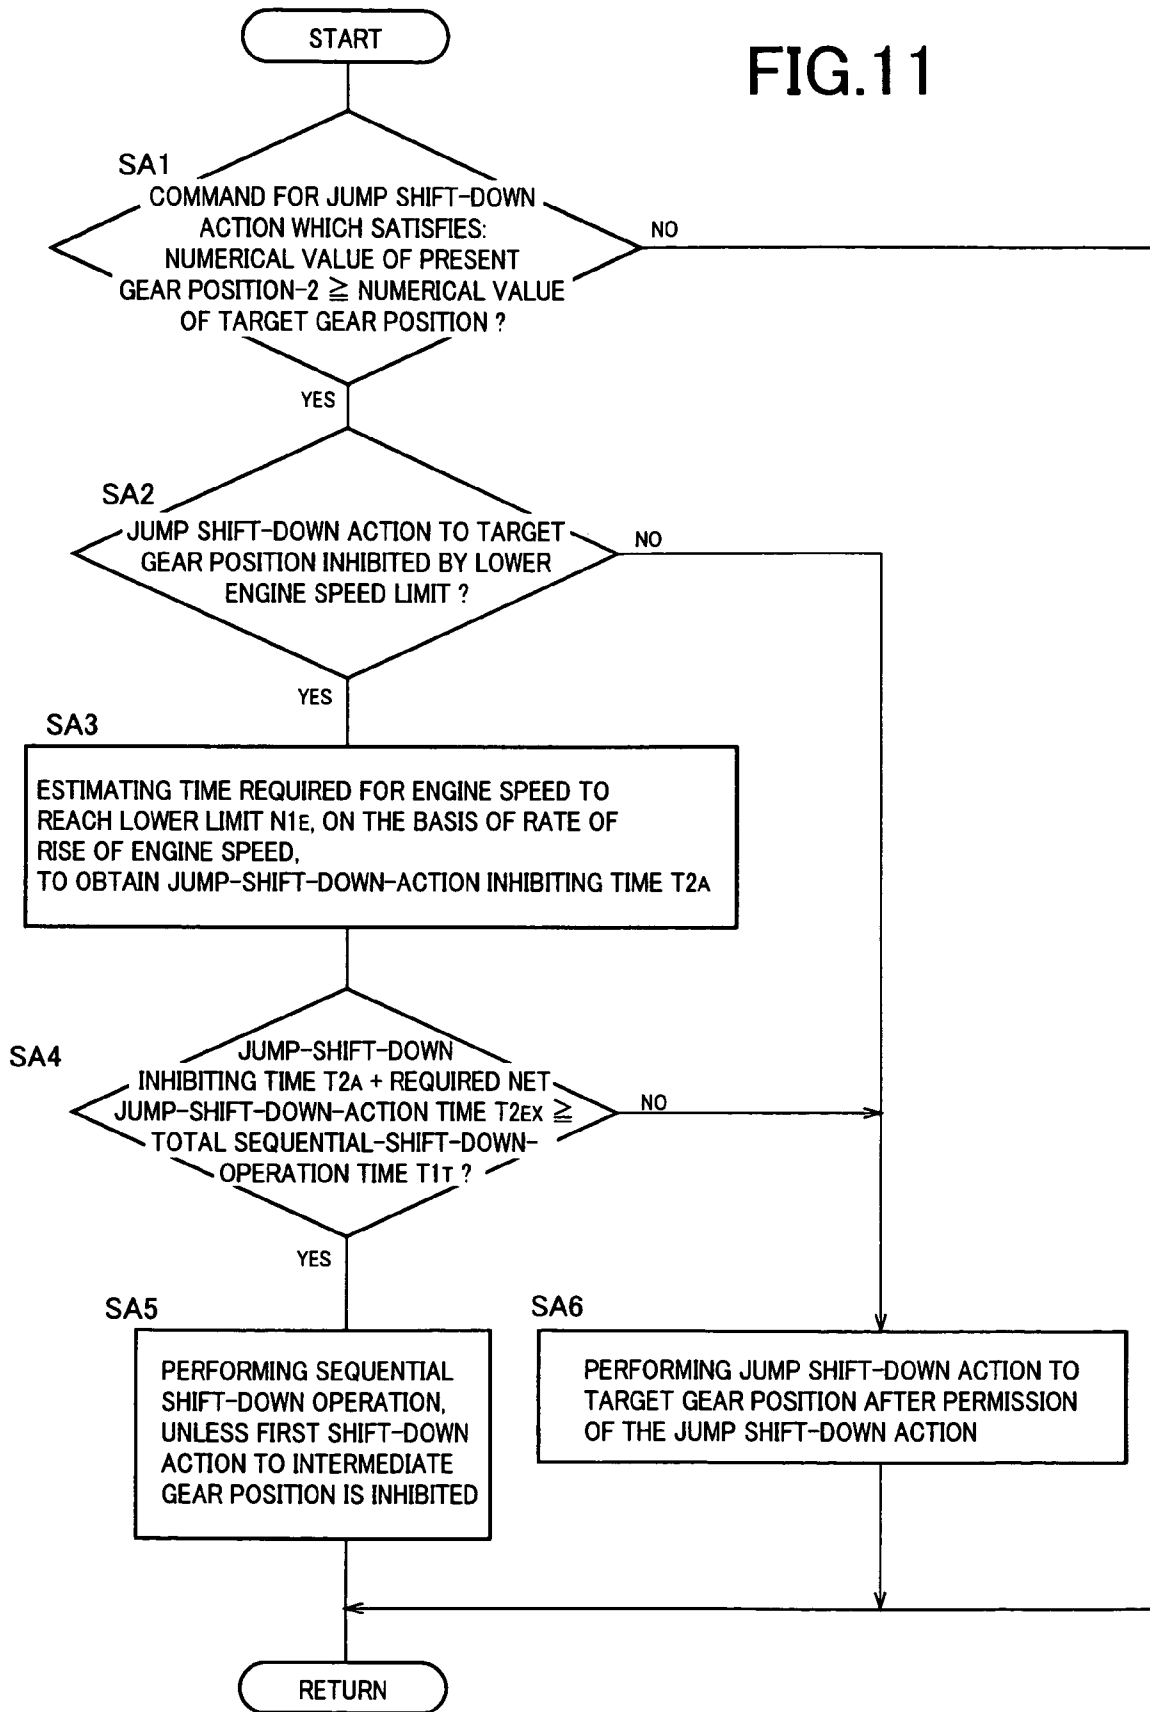 START
FIG.11
SA1
COMMAND FOR JUMP SHIFT-DOWN
ACTION WHICH SATISFIES:
NUMERICAL VALUE OF PRESENT
GEAR POSITION-2 ≧ NUMERICAL VALUE
OF TARGET GEAR POSITION ?
NO
YES
SA2
JUMP SHIFT-DOWN ACTION TO TARGET
GEAR POSITION INHIBITED BY LOWER
ENGINE SPEED LIMIT ?
NO
YES
SA3
ESTIMATING TIME REQUIRED FOR ENGINE SPEED TO
REACH LOWER LIMIT N1E, ON THE BASIS OF RATE OF
RISE OF ENGINE SPEED,
TO OBTAIN JUMP-SHIFT-DOWN-ACTION INHIBITING TIME T2A
SA4
JUMP-SHIFT-DOWN
INHIBITING TIME T2A + REQUIRED NET
JUMP-SHIFT-DOWN-ACTION TIME T2EX ≧
TOTAL SEQUENTIAL-SHIFT-DOWN-
OPERATION TIME T1T ?
NO
YES
SA5
PERFORMING SEQUENTIAL
SHIFT-DOWN OPERATION,
UNLESS FIRST SHIFT-DOWN
ACTION TO INTERMEDIATE
GEAR POSITION IS INHIBITED
SA6
PERFORMING JUMP SHIFT-DOWN ACTION TO
TARGET GEAR POSITION AFTER PERMISSION
OF THE JUMP SHIFT-DOWN ACTION
RETURN